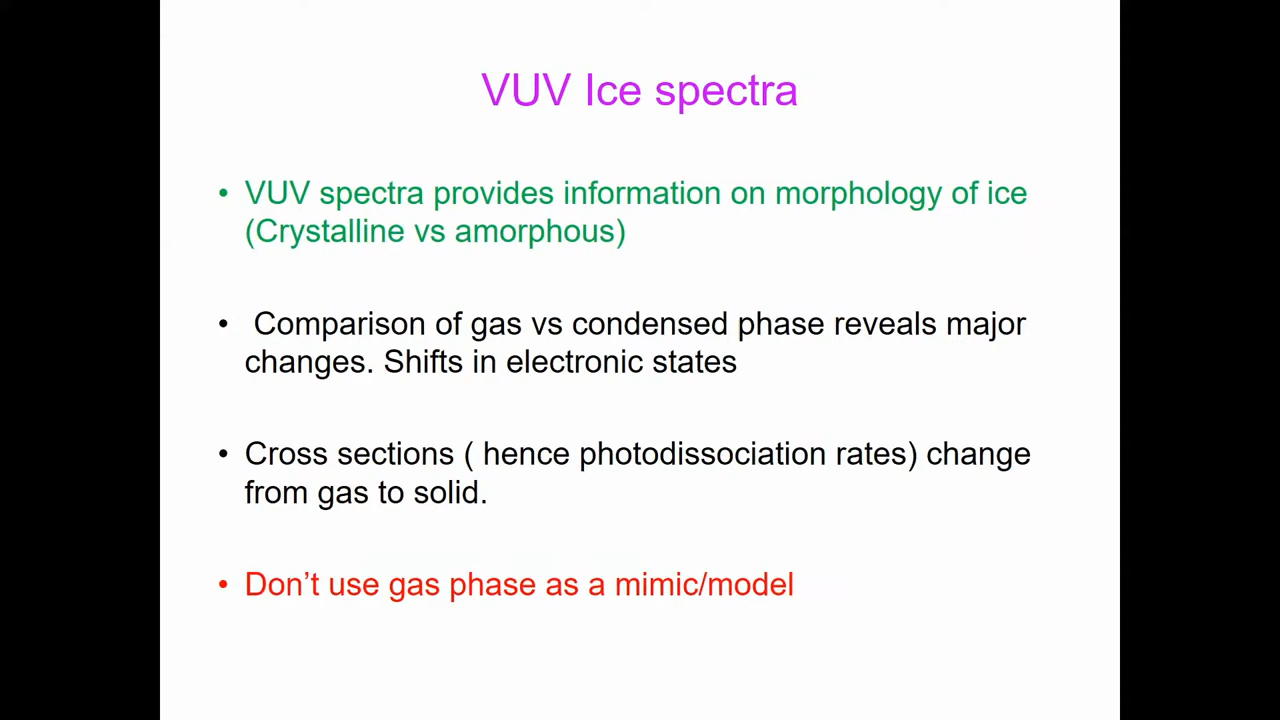 VUV Ice spectra
• VUV spectra provides information on morphology of ice
(Crystalline vs amorphous)
• Comparison of gas vs condensed phase reveals major
changes. Shifts in electronic states
• Cross sections ( hence photodissociation rates) change
from gas to solid.
• Don’t use gas phase as a mimic/model